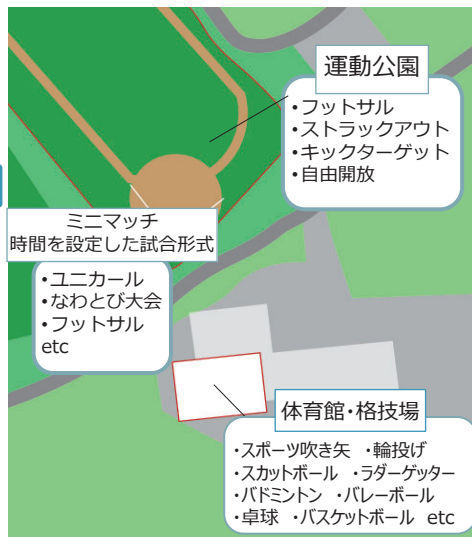 運動公園
・フットサル
・ストラックアウト
・キックターゲット
・自由開放
ミニマッチ
時間を設定した試合形式
・ユニカール
・なわとび大会
・フットサル
etc
体育館・格技場
・スポーツ吹き矢 ・輪投げ
・スカットボール ・ラダーゲッター
・バドミントン ・バレーボール
・卓球 ・バスケットボール etc